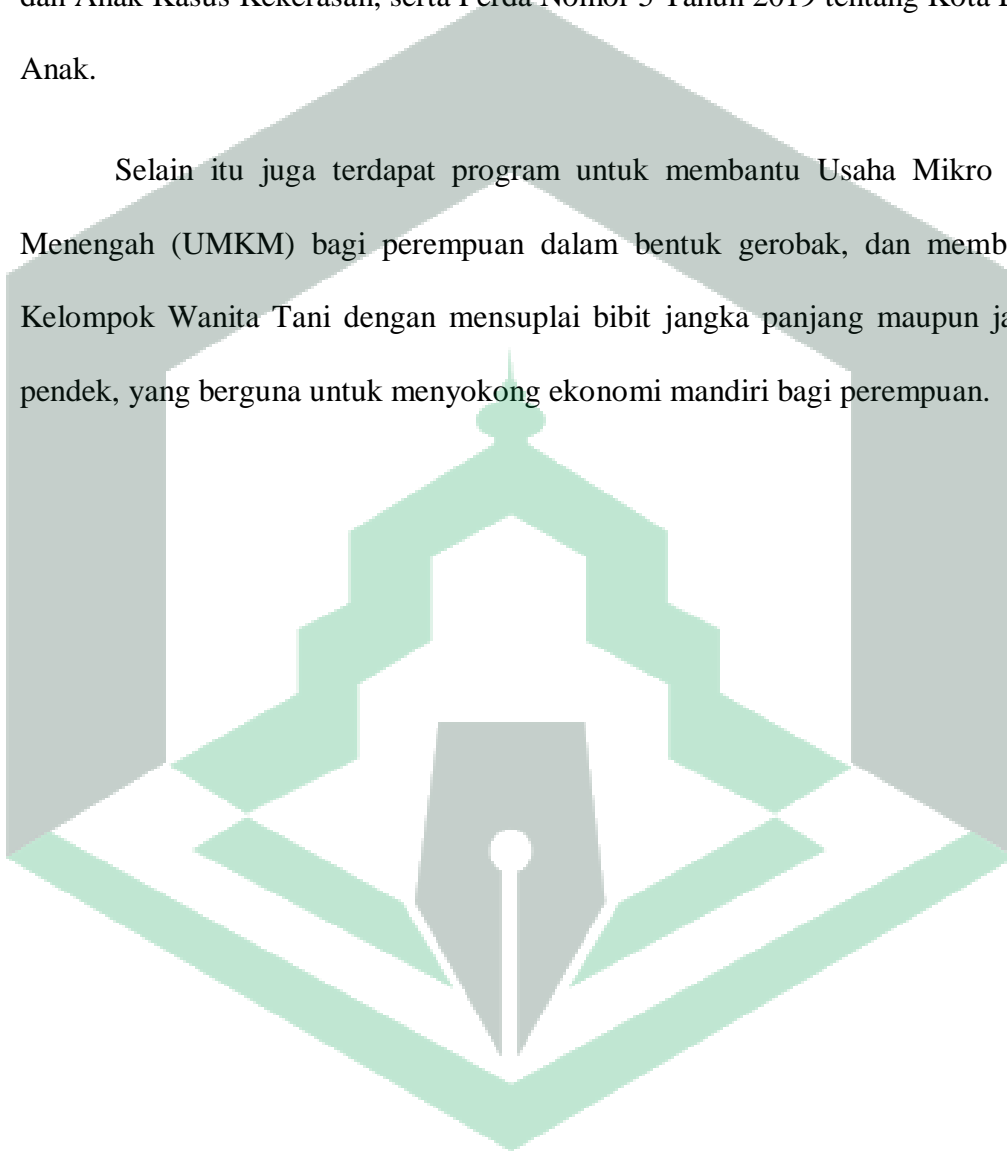 dan Anak Kasus Kekerasan, serta Perda Nomor 5 Tahun 2019 tentang Kota
Anak.
Selain itu juga terdapat program untuk membantu Usaha Mikro
Menengah (UMKM) bagi perempuan dalam bentuk gerobak, dan
Kelompok Wanita Tani dengan mensuplai bibit jangka panjang maupun
pendek, yang berguna untuk menyokong ekonomi mandiri bagi perempuan.